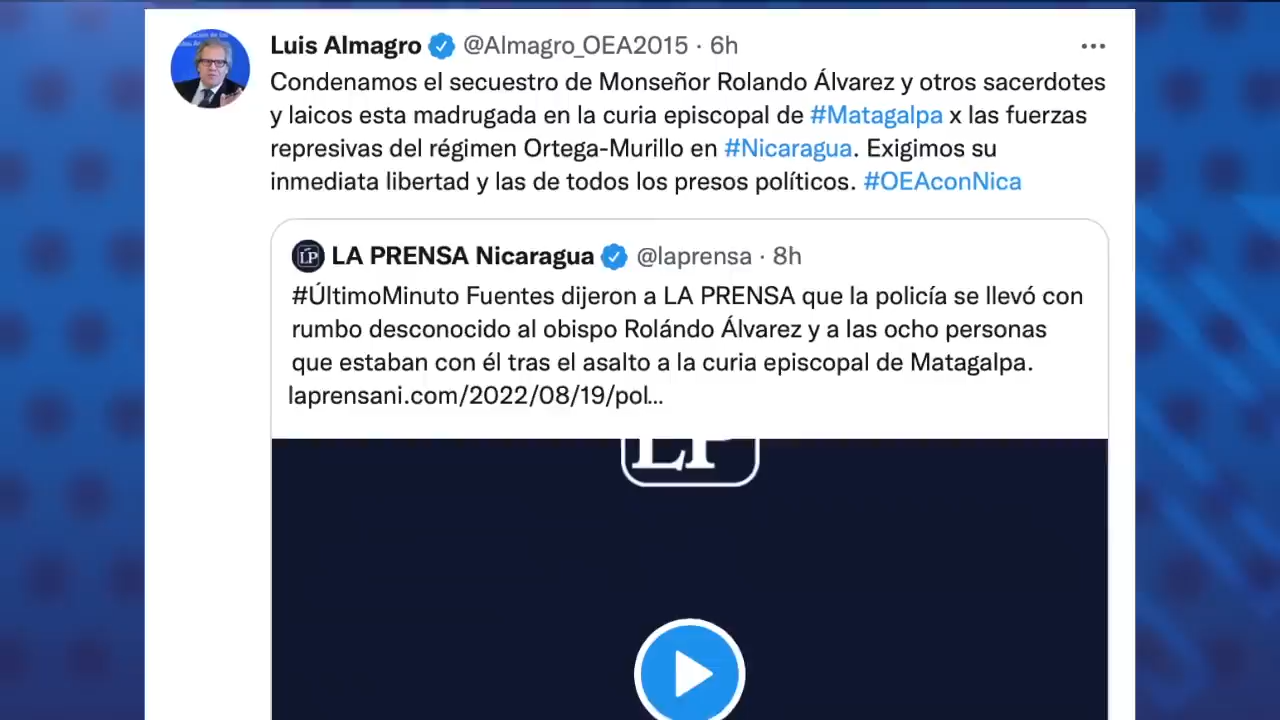 Luis Almagro @Almagro_OEA2015 · 6h
Condenamos el secuestro de Monseñor Rolando Álvarez y otros sacerdotes
y laicos esta madrugada en la curia episcopal de #Matagalpa x las fuerzas
represivas del régimen Ortega-Murillo en #Nicaragua. Exigimos su
inmediata libertad y las de todos los presos políticos. #OEAconNica
LP LA PRENSA Nicaragua @laprensa · 8h
#ÚltimoMinuto Fuentes dijeron a LA PRENSA que la policía se llevó con
rumbo desconocido al obispo Rolándo Álvarez y a las ocho personas
que estaban con él tras el asalto a la curia episcopal de Matagalpa.
laprensani.com/2022/08/19/pol...
LP